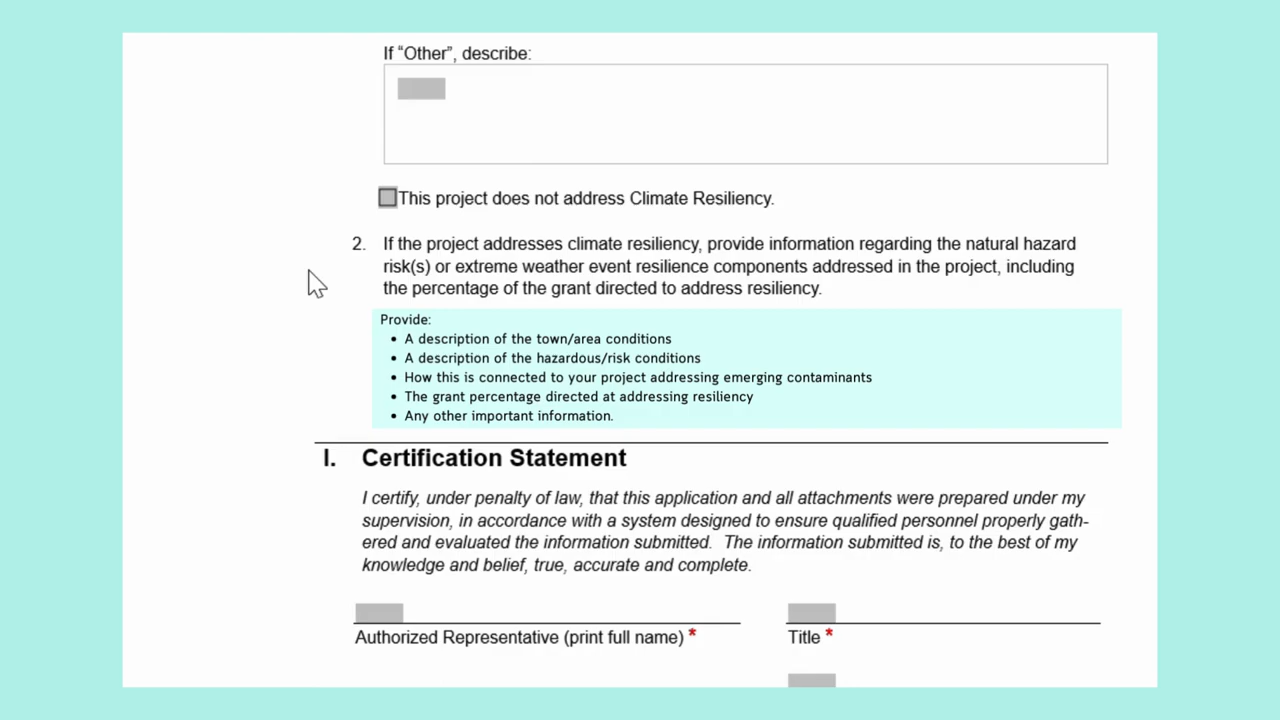 If “Other”, describe:
This project does not address Climate Resiliency.
2. If the project addresses climate resiliency, provide information regarding the natural hazard
risk(s) or extreme weather event resilience components addressed in the project, including
the percentage of the grant directed to address resiliency.
Provide:
• A description of the town/area conditions
• A description of the hazardous/risk conditions
• How this is connected to your project addressing emerging contaminants
• The grant percentage directed at addressing resiliency
• Any other important information.
I. Certification Statement
I certify, under penalty of law, that this application and all attachments were prepared under my
supervision, in accordance with a system designed to ensure qualified personnel properly gath-
ered and evaluated the information submitted. The information submitted is, to the best of my
knowledge and belief, true, accurate and complete.
Authorized Representative (print full name) * Title *